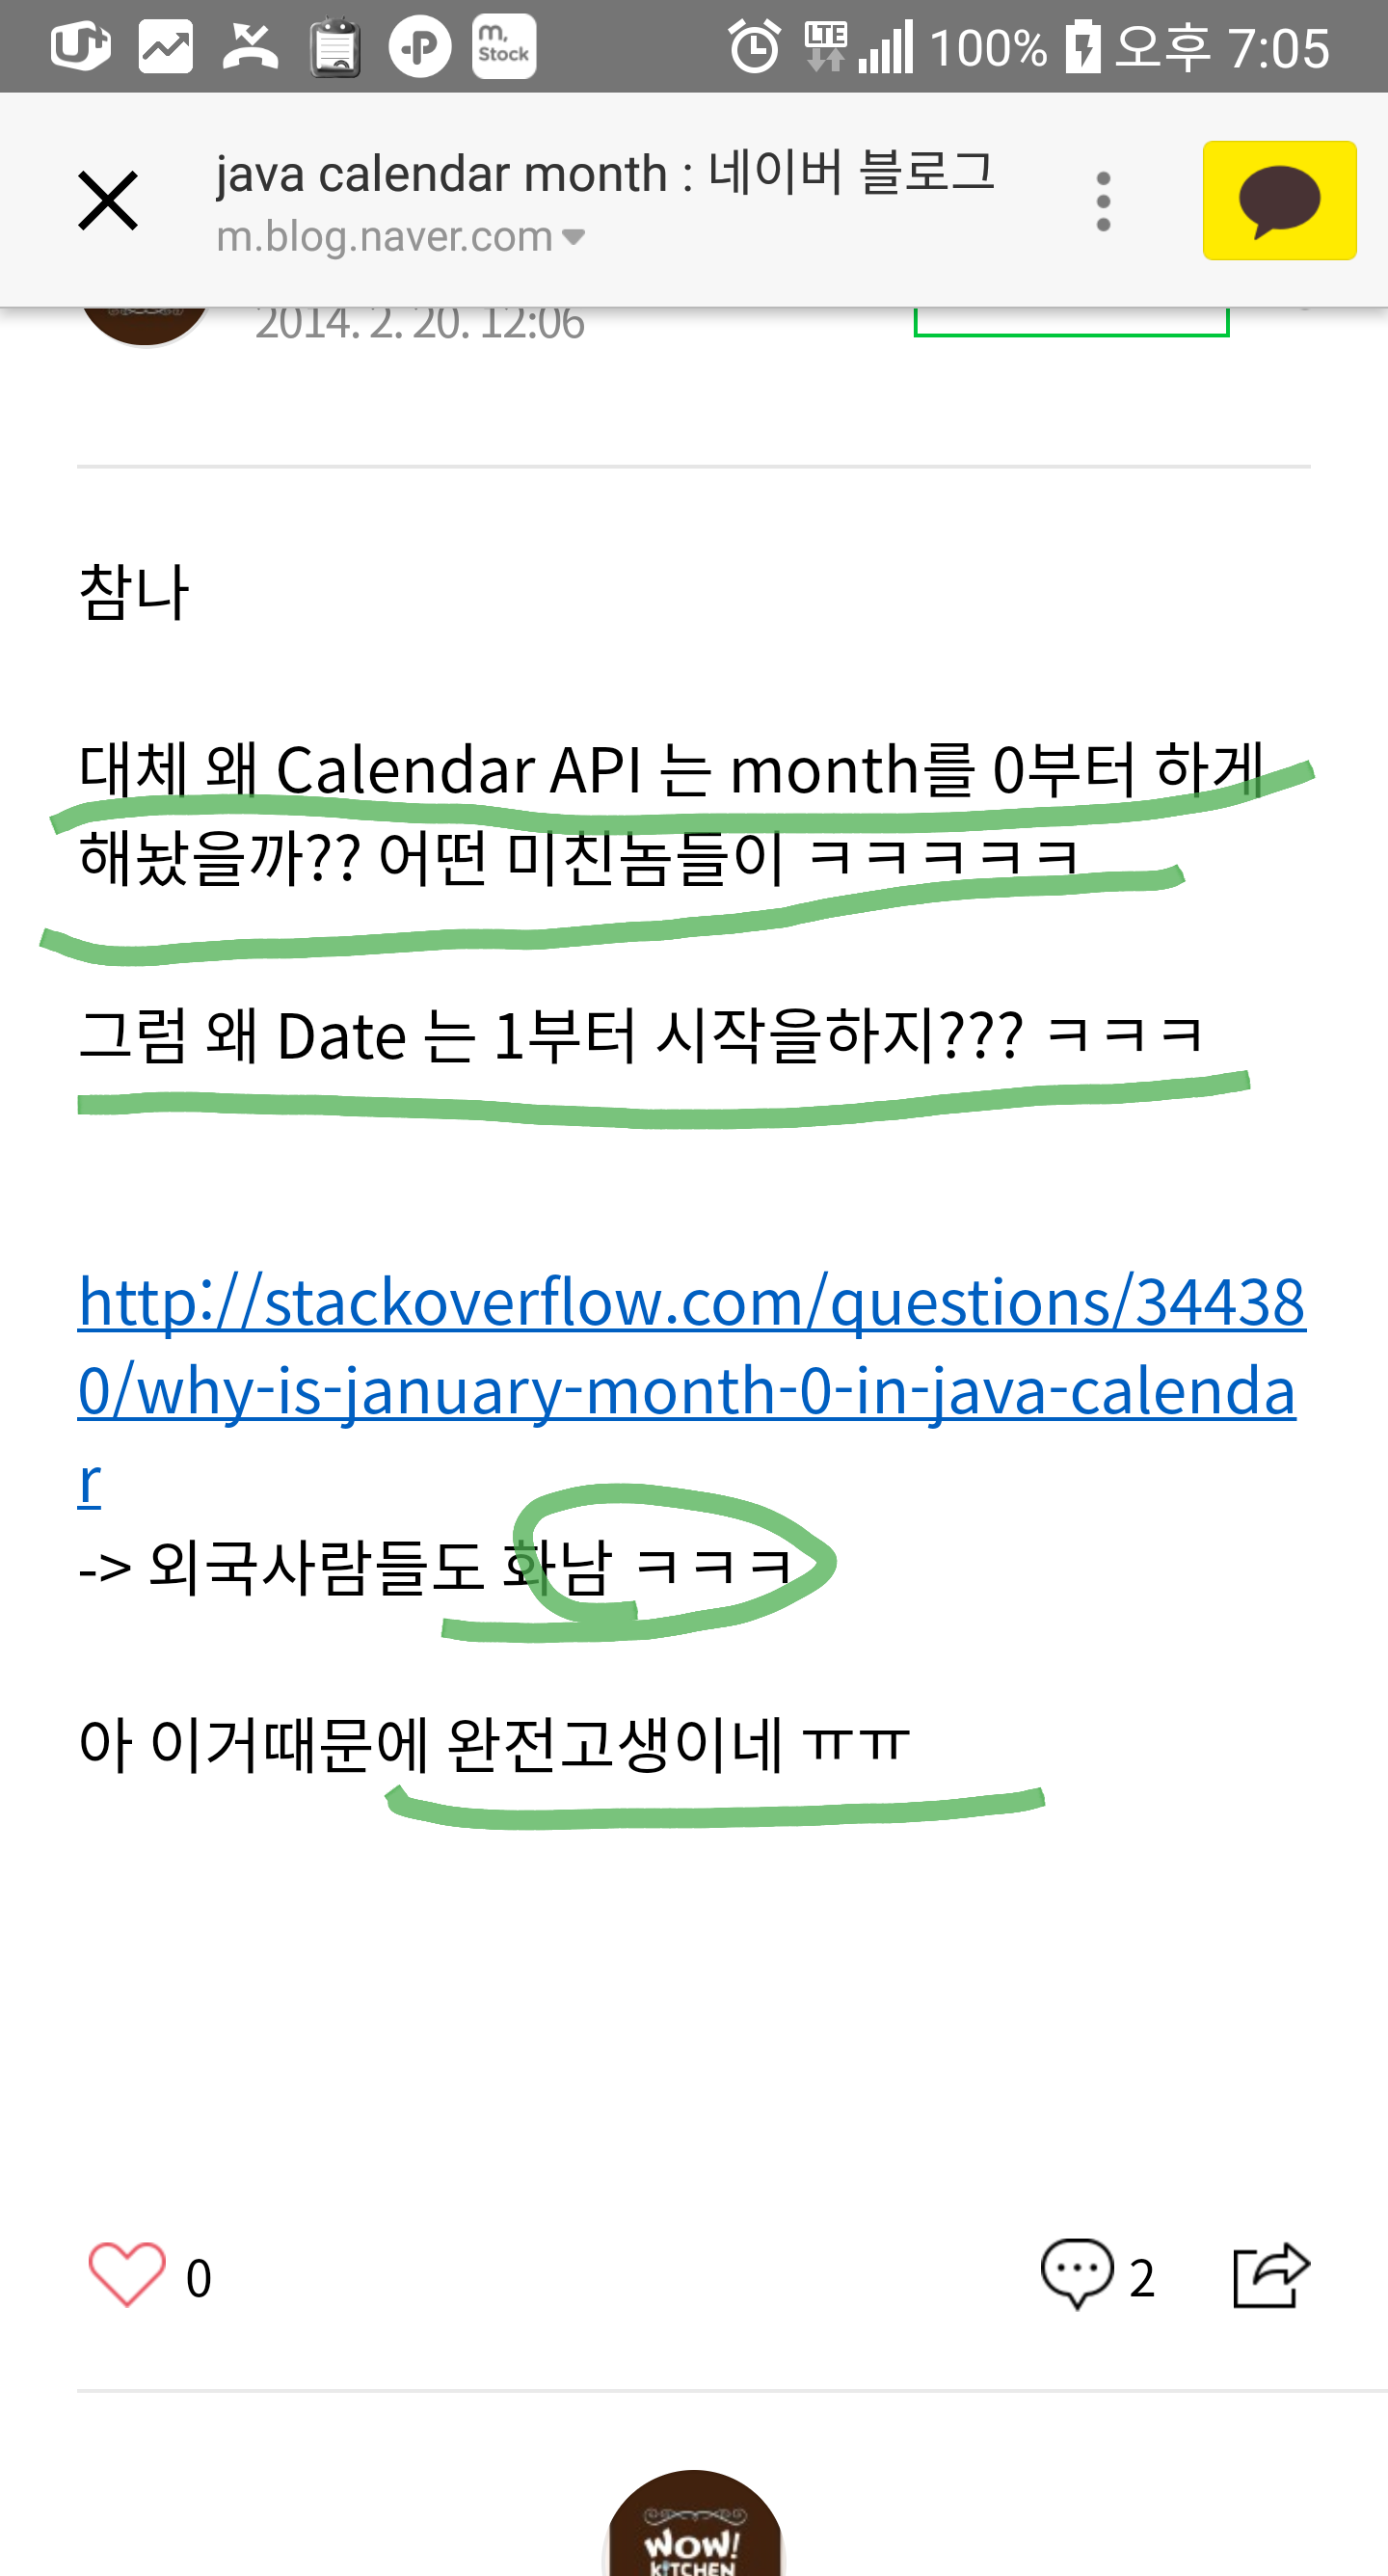 m,
Stock
LTE
100%
오후 7:05
java calendar month : 네이버 블로그
m.blog.naver.com
2014. 2. 20. 12:06
참나
대체 왜 Calendar API 는 month를 0부터 하게
해놨을까?? 어떤 미친놈들이 ㅋㅋㅋㅋㅋ
그럼 왜 Date 는 1부터 시작을하지??? ㅋㅋㅋ
http://stackoverflow.com/questions/34438
0/why-is-january-month-0-in-java-calenda
r
-> 외국사람들도 화남 ㅋㅋㅋ
아 이거때문에 완전고생이네 ㅠㅠ
0
2
WOW!
KITCHEN